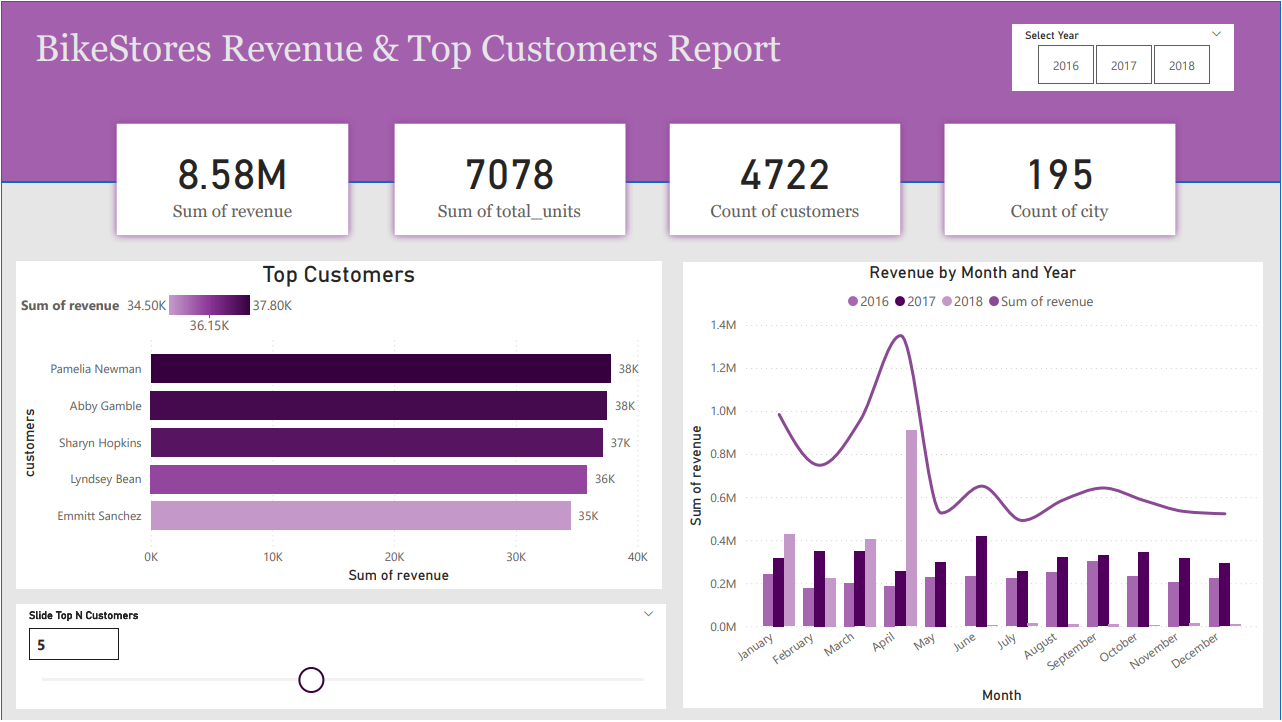 BikeStores Revenue & Top Customers Report
Select Year
2016 2017 2018
8.58M
Sum of revenue
7078
Sum of total_units
4722
Count of customers
195
Count of city
Top Customers
Sum of revenue 34.50K 37.80K
36.15K
customers
Pamelia Newman 38K
Abby Gamble 38K
Sharyn Hopkins 37K
Lyndsey Bean 36K
Emmitt Sanchez 35K
0K 10K 20K 30K 40K
Sum of revenue
Slide Top N Customers
5
Revenue by Month and Year
2016 2017 2018 Sum of revenue
Sum of revenue
1.4M
1.2M
1.0M
0.8M
0.6M
0.4M
0.2M
0.0M
January February March April May June July August September October November December
Month